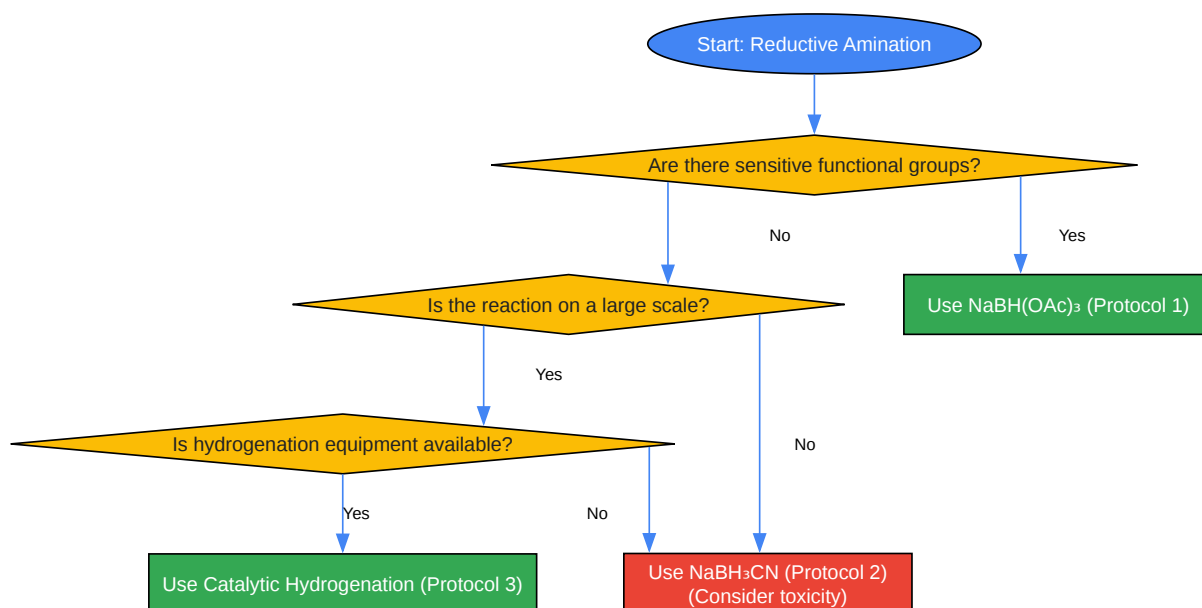 Start: Reductive Amination
Are there sensitive functional groups?
No
Yes
Is the reaction on a large scale?
Use NaBH(OAc)₃ (Protocol 1)
Yes
Is hydrogenation equipment available?
No
Yes
No
Use Catalytic Hydrogenation (Protocol 3)
Use NaBH₃CN (Protocol 2)
(Consider toxicity)